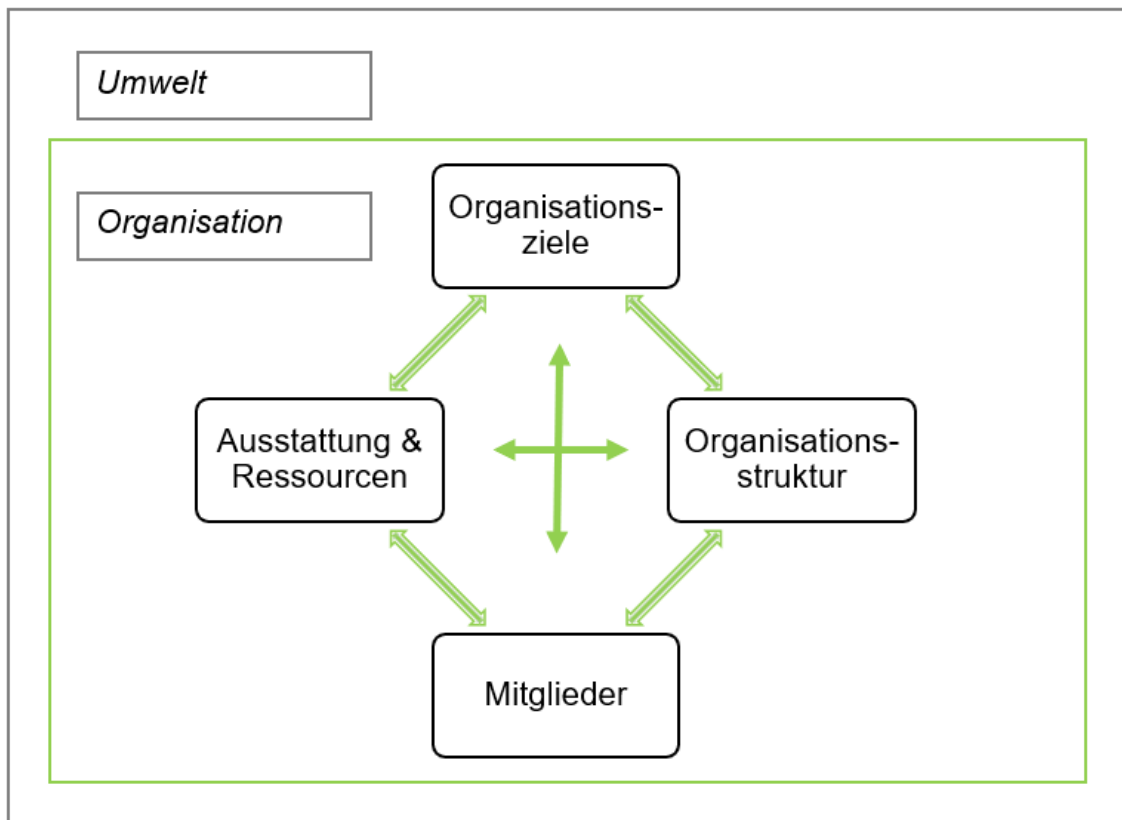 Umwelt
Organisation
Organisations-
ziele
Ausstattung &
Ressourcen
Organisations-
struktur
Mitglieder